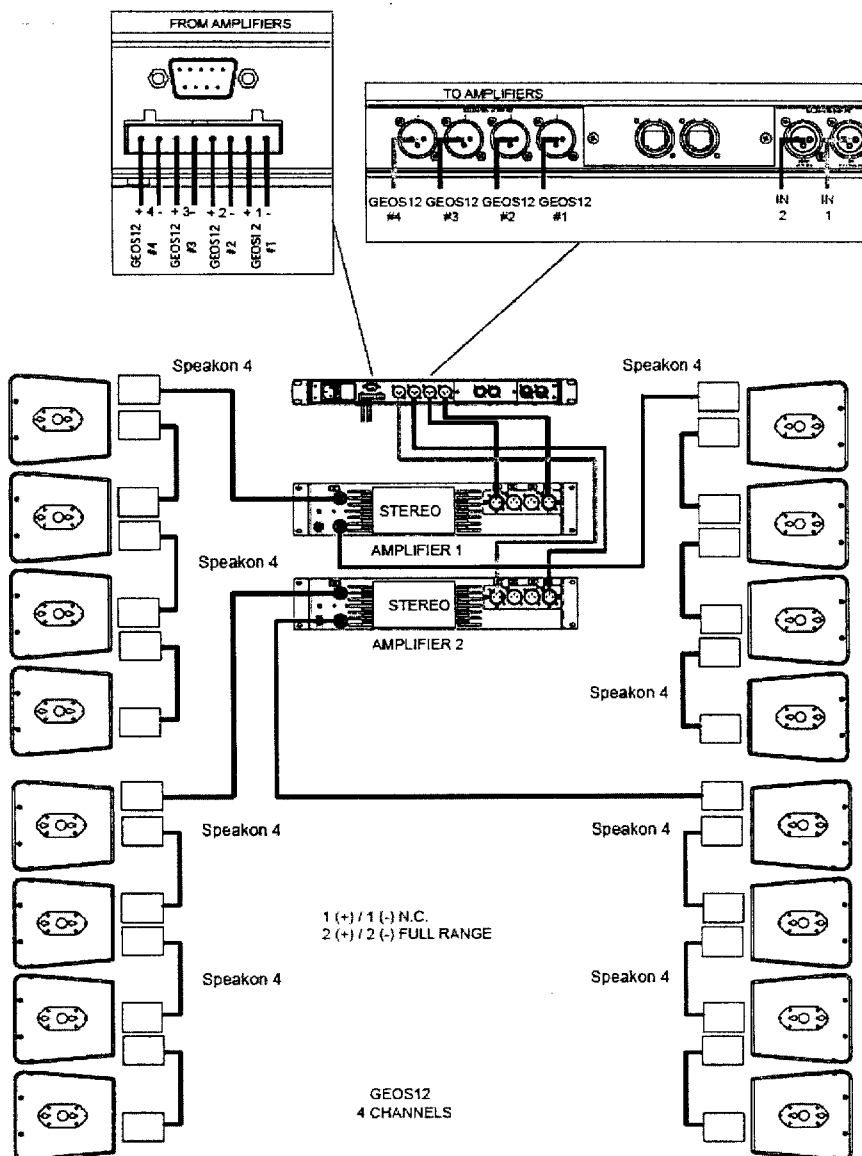 FROM AMPLIFIERS
+ 4 - + 3- + 2 - + 1 -
GEOS12 #4
GEOS12 #3
GEOS12 #2
GEOS12 #1
TO AMPLIFIERS
GEOS12 GEOS12 GEOS12 GEOS12
#4 #3 #2 #1
IN IN
2 1
Speakon 4
Speakon 4
STEREO
AMPLIFIER 1
Speakon 4
STEREO
AMPLIFIER 2
Speakon 4
Speakon 4
Speakon 4
1 (+) / 1 (-) N.C.
2 (+) / 2 (-) FULL RANGE
Speakon 4
Speakon 4
GEOS12
4 CHANNELS